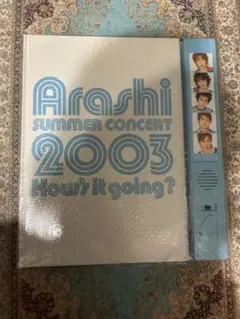 Arashi
SUMMER CONCERT
2003
How's it going?